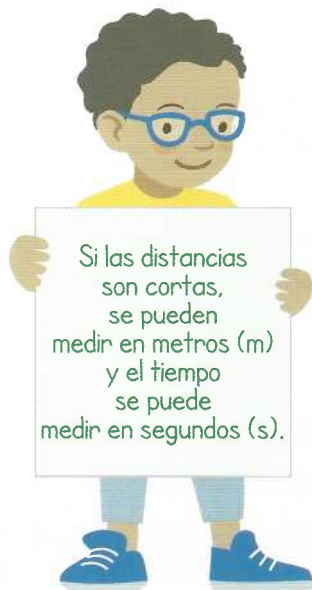 Si las distancias
son cortas,
se pueden
medir en metros (m)
y el tiempo
se puede
medir en segundos (s).